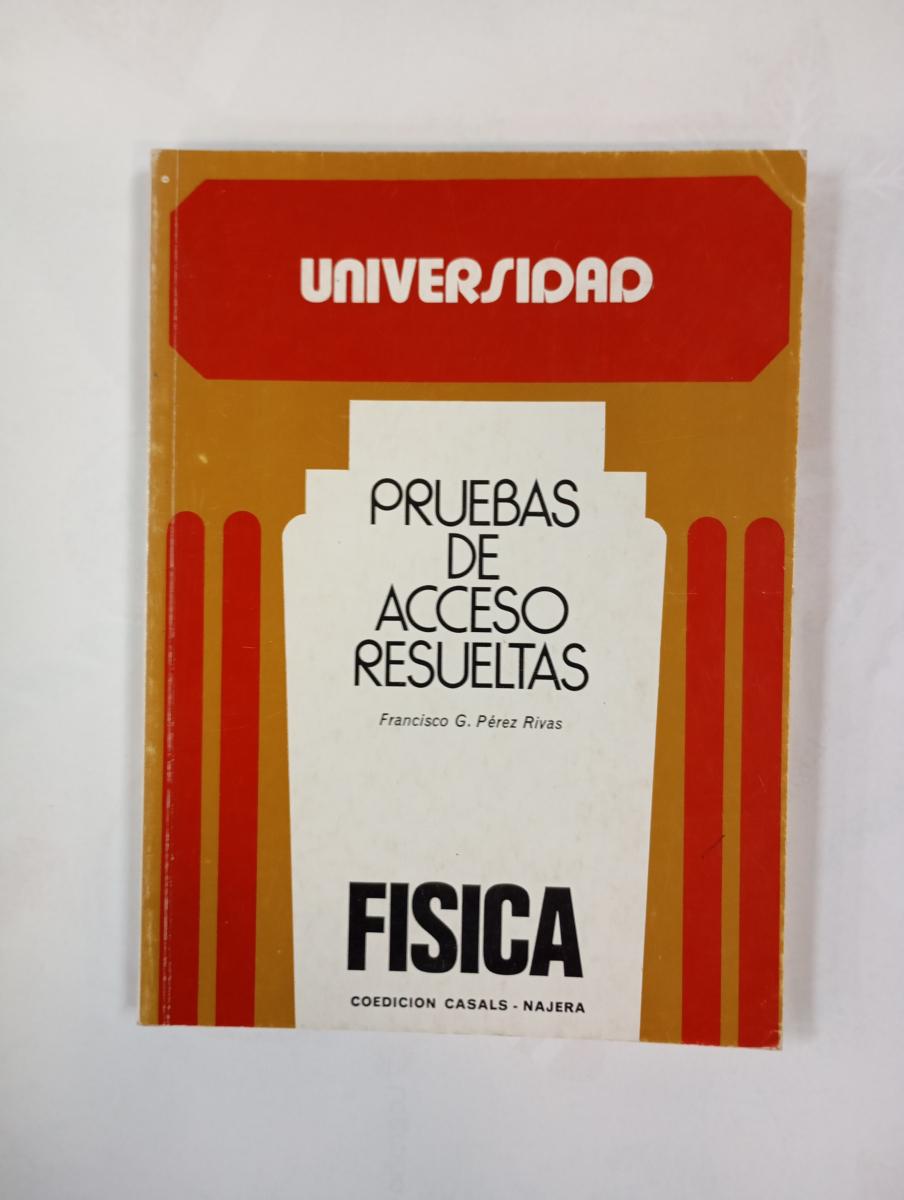 UNIVERSIDAD
PRUEBAS
DE
ACCESO
RESUELTAS
Francisco G. Pérez Rivas
FISICA
COEDICION CASALS - NAJERA